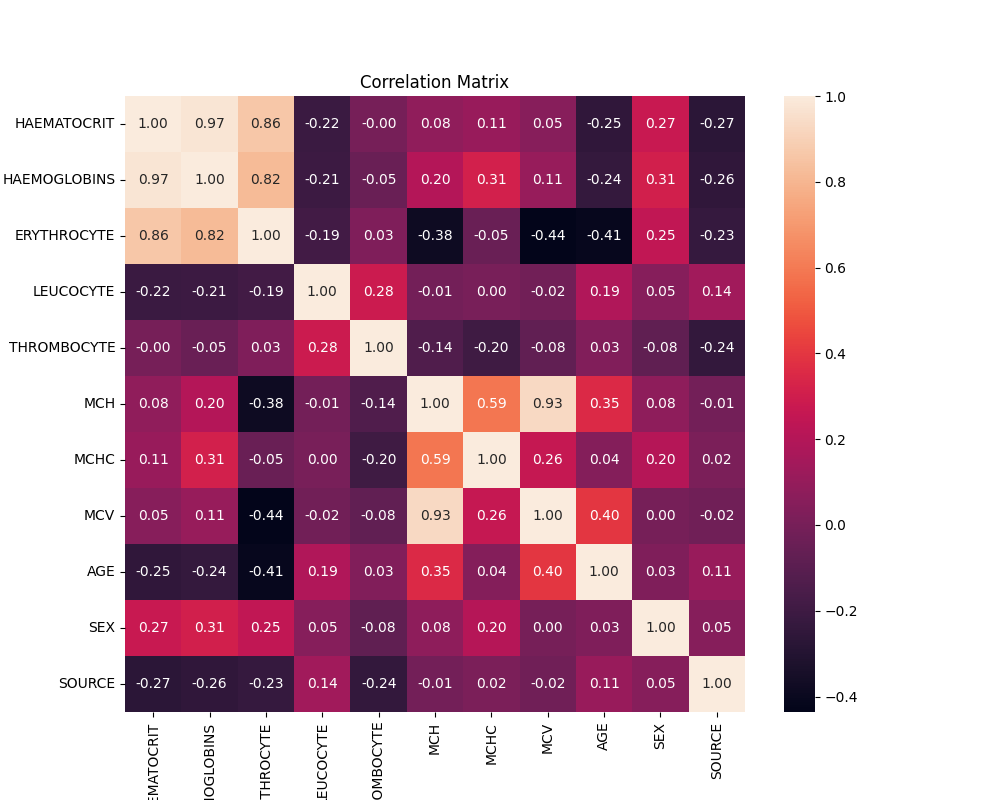 Correlation Matrix
HAEMATOCRIT 1.00 0.97 0.86 -0.22 -0.00 0.08 0.11 0.05 -0.25 0.27 -0.27
HAEMOGLOBINS 0.97 1.00 0.82 -0.21 -0.05 0.20 0.31 0.11 -0.24 0.31 -0.26
ERYTHROCYTE 0.86 0.82 1.00 -0.19 0.03 -0.38 -0.05 -0.44 -0.41 0.25 -0.23
LEUCOCYTE -0.22 -0.21 -0.19 1.00 0.28 -0.01 0.00 -0.02 0.19 0.05 0.14
THROMBOCYTE -0.00 -0.05 0.03 0.28 1.00 -0.14 -0.20 -0.08 0.03 -0.08 -0.24
MCH 0.08 0.20 -0.38 -0.01 -0.14 1.00 0.59 0.93 0.35 0.08 -0.01
MCHC 0.11 0.31 -0.05 0.00 -0.20 0.59 1.00 0.26 0.04 0.20 0.02
MCV 0.05 0.11 -0.44 -0.02 -0.08 0.93 0.26 1.00 0.40 0.00 -0.02
AGE -0.25 -0.24 -0.41 0.19 0.03 0.35 0.04 0.40 1.00 0.03 0.11
SEX 0.27 0.31 0.25 0.05 -0.08 0.08 0.20 0.00 0.03 1.00 0.05
SOURCE -0.27 -0.26 -0.23 0.14 -0.24 -0.01 0.02 -0.02 0.11 0.05 1.00
EMATOCRIT
MOGLOBINS
THROCYTE
LEUCOCYTE
OMBOCYTE
MCH
MCHC
MCV
AGE
SEX
SOURCE
1.0
0.8
0.6
0.4
0.2
0.0
−0.2
−0.4